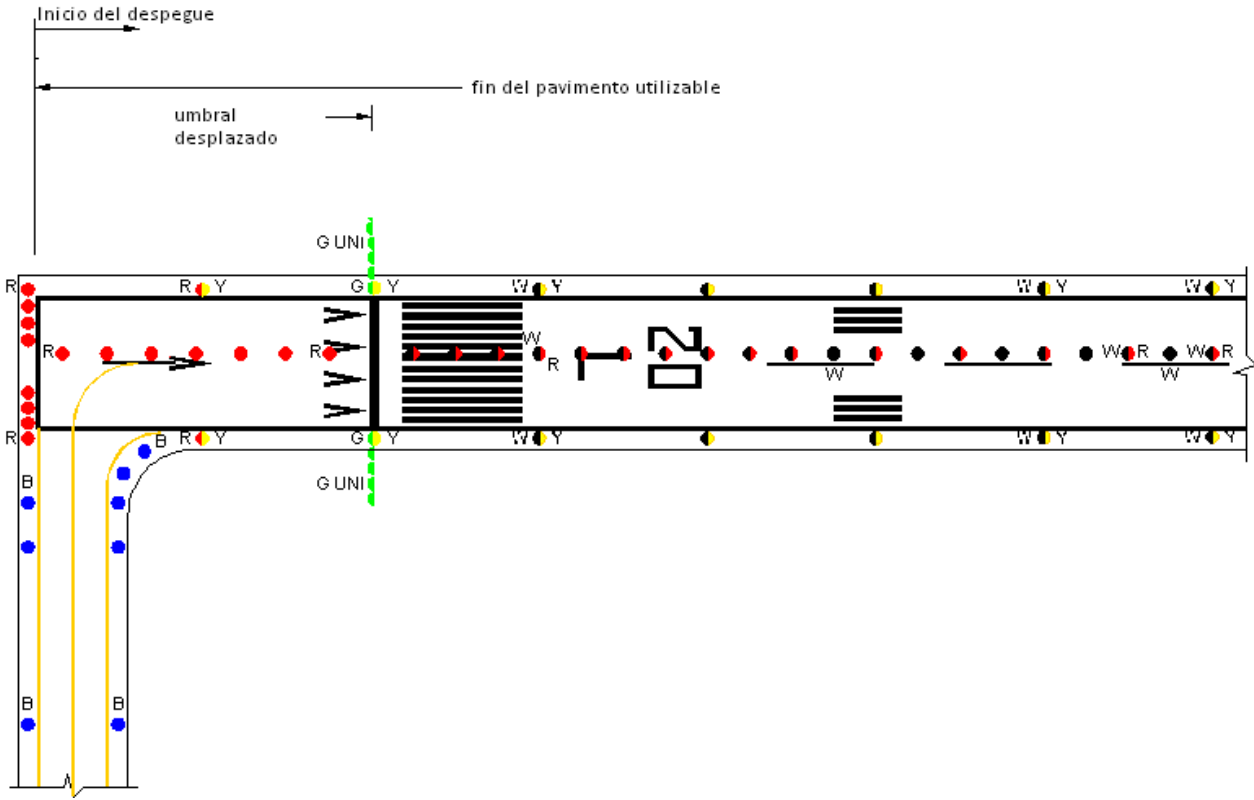 Inicio del despegue
fin del pavimento utilizable
umbral
desplazado
G UNI
R R Y G Y W Y W Y W Y
W
R R R W R W R
W W
20
L
R R Y G Y W Y W Y W Y
B
G UNI
B
B B